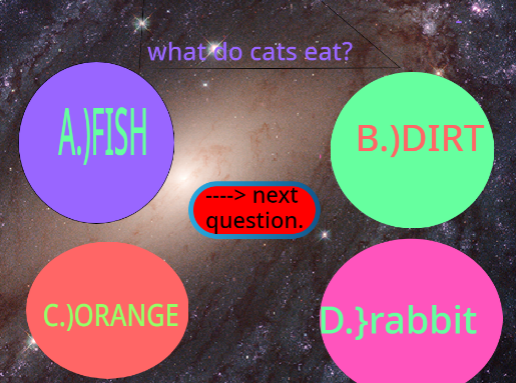 what do cats eat?
A.)FISH
B.)DIRT
----> next
question.
C.)ORANGE
D.}rabbit